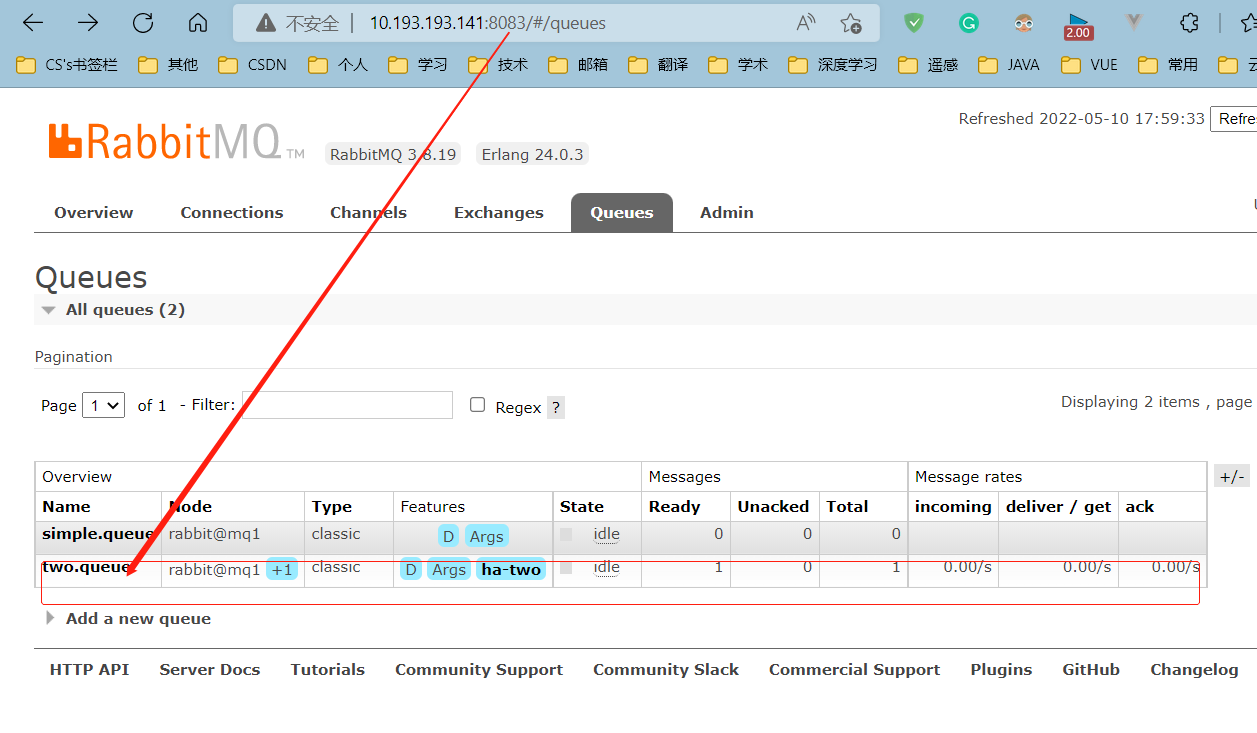 不安全 10.193.193.141:8083/#/queues
2.00
CS's书签栏 其他 CSDN 个人 学习 技术 邮箱 翻译 学术 深度学习 遥感 JAVA VUE 常用
Refreshed 2022-05-10 17:59:33
RabbitMQ TM RabbitMQ 3.8.19 Erlang 24.0.3
Overview Connections Channels Exchanges Queues Admin
Queues
All queues (2)
Pagination
Page 1 of 1 - Filter: Regex ? Displaying 2 items , page
Overview Messages Message rates +/-
Name Node Type Features State Ready Unacked Total incoming deliver / get ack
simple.queue rabbit@mq1 classic D Args idle 0 0 0
two.queue rabbit@mq1 +1 classic D Args ha-two idle 1 0 1 0.00/s 0.00/s 0.00/s
Add a new queue
HTTP API Server Docs Tutorials Community Support Community Slack Commercial Support Plugins GitHub Changelog